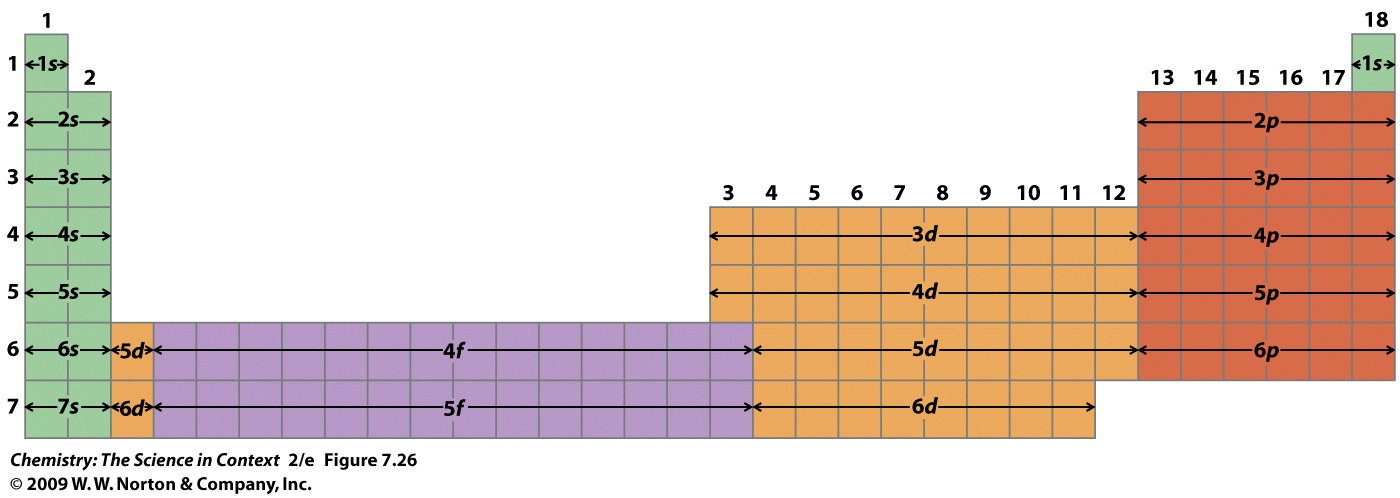 1 18
1 1s 2 13 14 15 16 17 1s
2 2s 2p
3 3s 3p
3 4 5 6 7 8 9 10 11 12
4 4s 3d 4p
5 5s 4d 5p
6 6s 5d 4f 5d 6p
7 7s 6d 5f 6d
Chemistry: The Science in Context 2/e Figure 7.26
© 2009 W. W. Norton & Company, Inc.